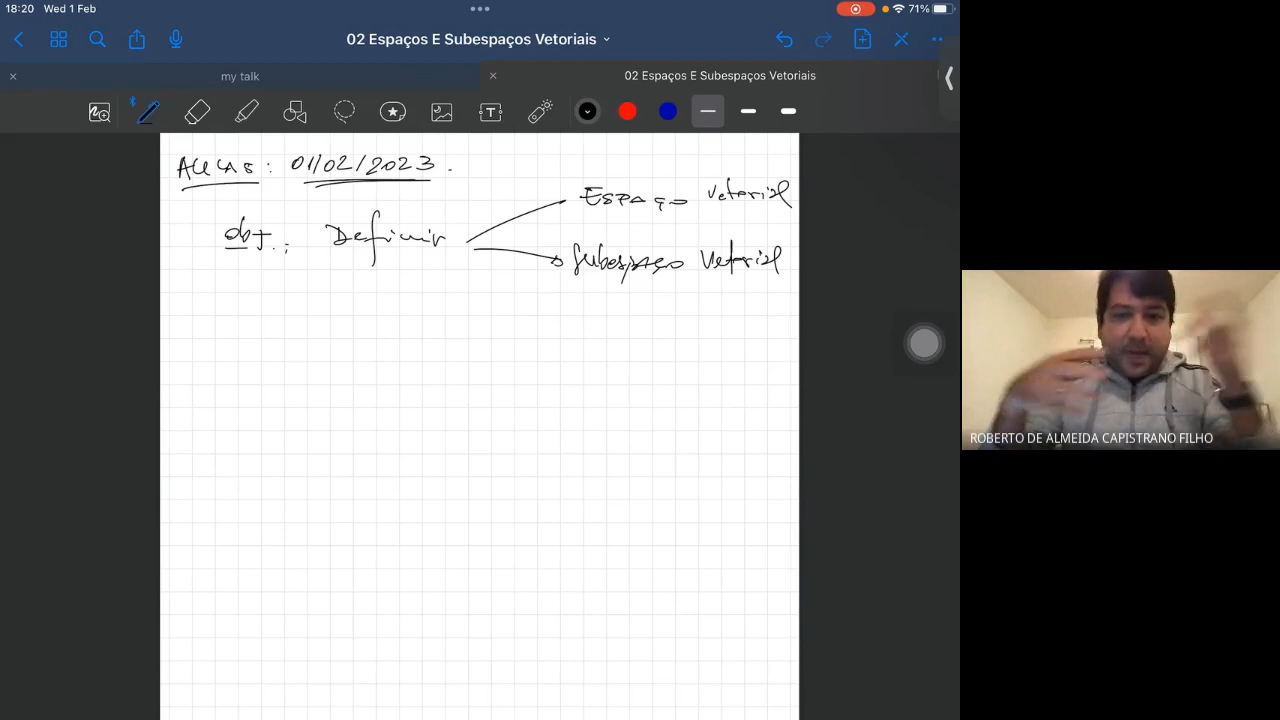 18:20 Wed 1 Feb
71%
02 Espaços E Subespaços Vetoriais
my talk
02 Espaços E Subespaços Vetoriais
T
01/02/2023.
obj.: Definir
Espaço Vetorial
Subespaço Vetorial
ROBERTO DE ALMEIDA CAPISTRANO FILHO